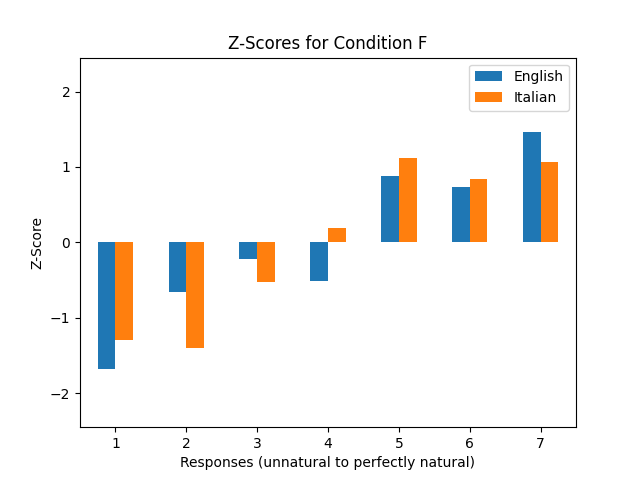 Z-Scores for Condition F
English
Italian
2
1
0
−1
−2
Z-Score
1 2 3 4 5 6 7
Responses (unnatural to perfectly natural)